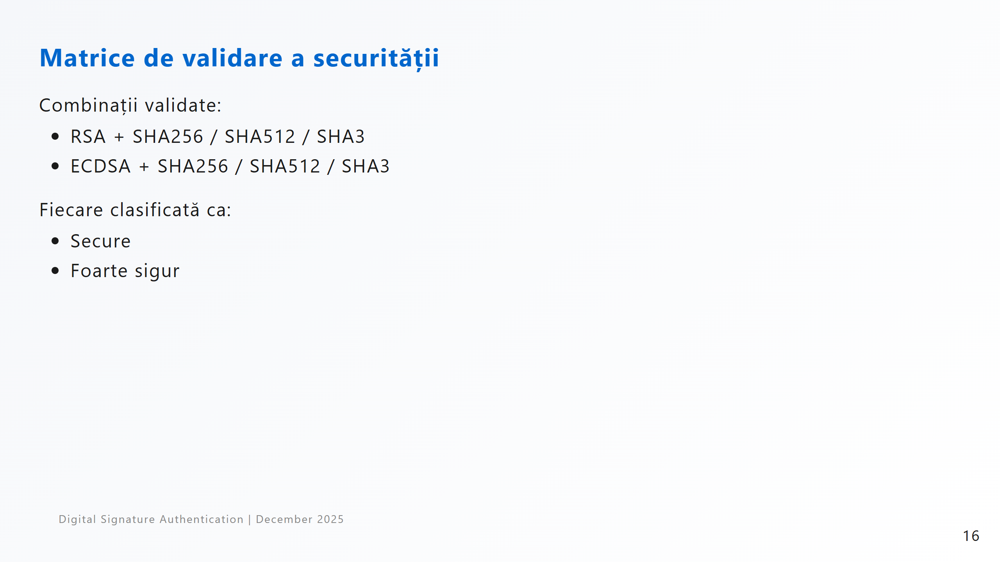 Matrice de validare a securității
Combinații validate:
RSA + SHA256 / SHA512 / SHA3
ECDSA + SHA256 / SHA512 / SHA3
Fiecare clasificată ca:
Secure
Foarte sigur
Digital Signature Authentication | December 2025
16